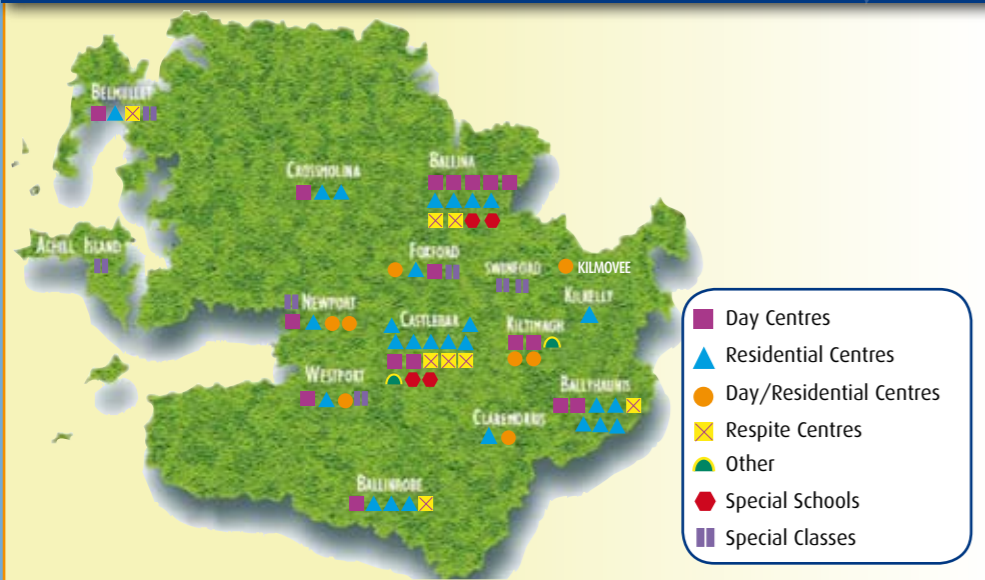 BELMULLET
CROSSMOLINA
BALLINA
ACHILL ISLAND
FOXFORD
SWINFORD
KILMOVEE
KILKELLY
NEWPORT
CASTLEBAR
KILTIMAGH
WESTPORT
BALLYHAUNIS
CLAREMORRIS
BALLINROBE
Day Centres
Residential Centres
Day/Residential Centres
Respite Centres
Other
Special Schools
Special Classes